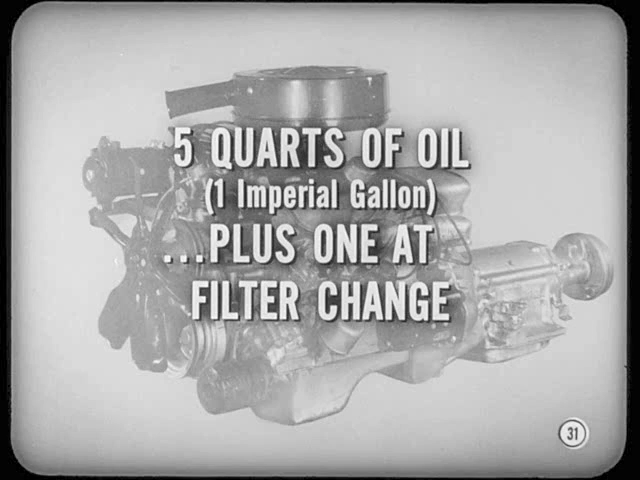 5 QUARTS OF OIL
(1 Imperial Gallon)
...PLUS ONE AT
FILTER CHANGE
31